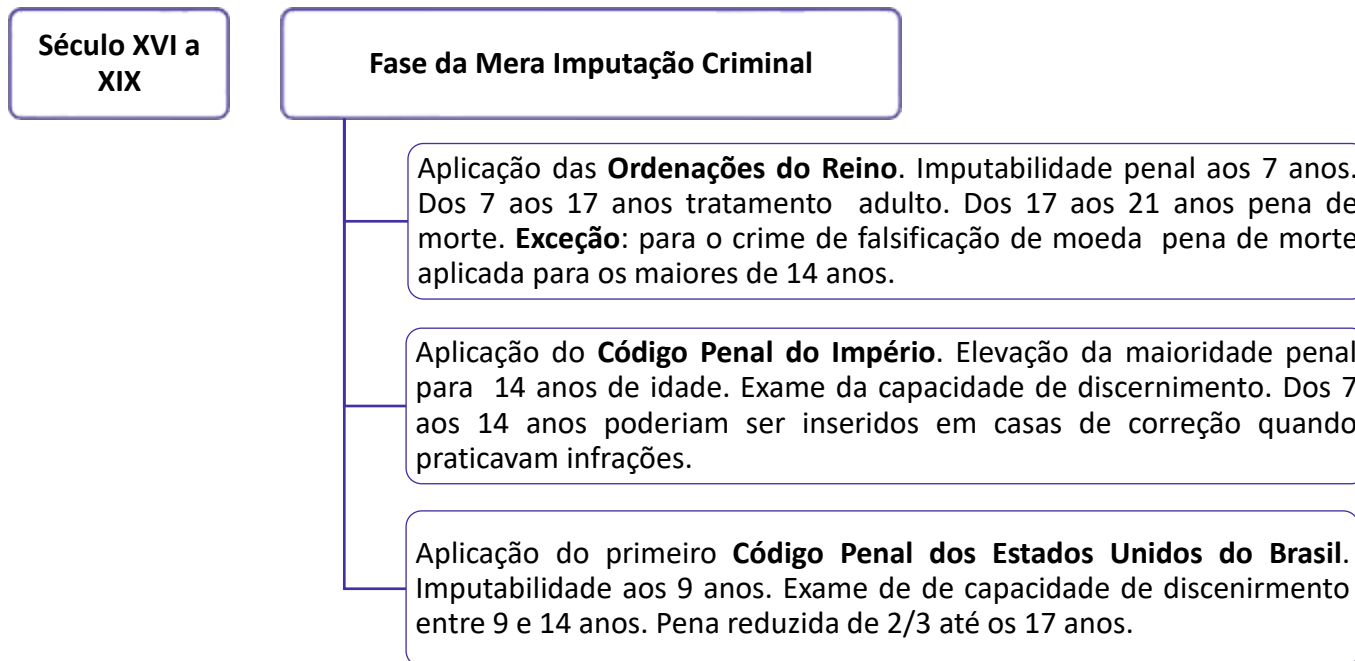 Século XVI a
XIX
Fase da Mera Imputação Criminal
Aplicação das Ordenações do Reino. Imputabilidade penal aos 7 anos.
Dos 7 aos 17 anos tratamento adulto. Dos 17 aos 21 anos pena de
morte. Exceção: para o crime de falsificação de moeda pena de morte
aplicada para os maiores de 14 anos.
Aplicação do Código Penal do Império. Elevação da maioridade penal
para 14 anos de idade. Exame da capacidade de discernimento. Dos 7
aos 14 anos poderiam ser inseridos em casas de correção quando
praticavam infrações.
Aplicação do primeiro Código Penal dos Estados Unidos do Brasil.
Imputabilidade aos 9 anos. Exame de de capacidade de discenirmento
entre 9 e 14 anos. Pena reduzida de 2/3 até os 17 anos.